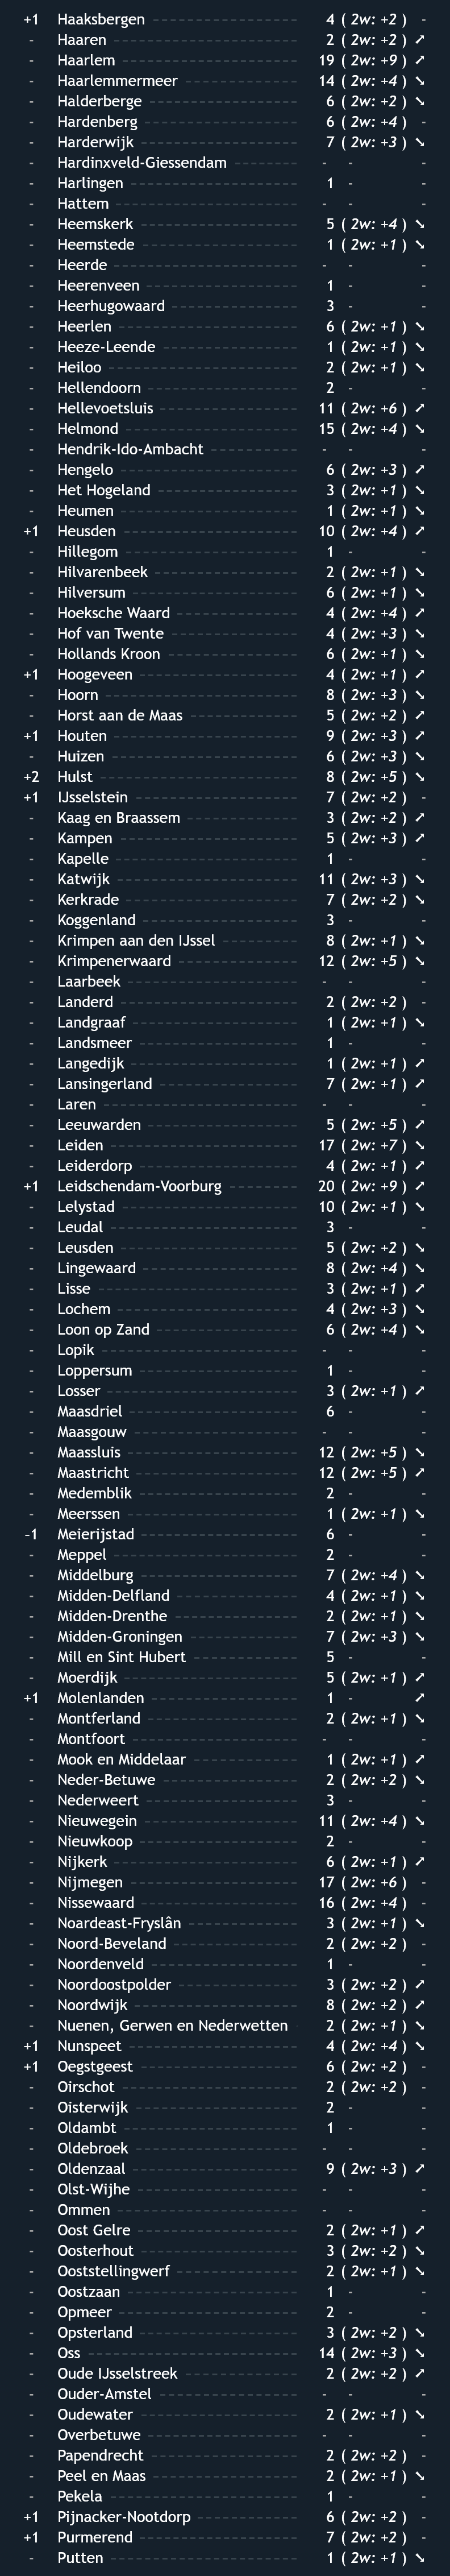 +1 Haaksbergen 4 ( 2w: +2 ) -
- Haaren 2 ( 2w: +2 ) ↗
- Haarlem 19 ( 2w: +9 ) ↗
- Haarlemmermeer 14 ( 2w: +4 ) ↘
- Halderberge 6 ( 2w: +2 ) ↘
- Hardenberg 6 ( 2w: +4 ) -
- Harderwijk 7 ( 2w: +3 ) ↘
- Hardinxveld-Giessendam - - -
- Harlingen 1 - -
- Hattem - - -
- Heemskerk 5 ( 2w: +4 ) ↘
- Heemstede 1 ( 2w: +1 ) ↘
- Heerde - - -
- Heerenveen 1 - -
- Heerhugowaard 3 - -
- Heerlen 6 ( 2w: +1 ) ↘
- Heeze-Leende 1 ( 2w: +1 ) ↘
- Heiloo 2 ( 2w: +1 ) ↘
- Hellendoorn 2 - -
- Hellevoetsluis 11 ( 2w: +6 ) ↗
- Helmond 15 ( 2w: +4 ) ↘
- Hendrik-Ido-Ambacht - - -
- Hengelo 6 ( 2w: +3 ) ↗
- Het Hogeland 3 ( 2w: +1 ) ↘
- Heumen 1 ( 2w: +1 ) ↘
+1 Heusden 10 ( 2w: +4 ) ↗
- Hillegom 1 - -
- Hilvarenbeek 2 ( 2w: +1 ) ↘
- Hilversum 6 ( 2w: +1 ) ↘
- Hoeksche Waard 4 ( 2w: +4 ) ↗
- Hof van Twente 4 ( 2w: +3 ) ↘
- Hollands Kroon 6 ( 2w: +1 ) ↘
+1 Hoogeveen 4 ( 2w: +1 ) ↗
- Hoorn 8 ( 2w: +3 ) ↘
- Horst aan de Maas 5 ( 2w: +2 ) ↗
+1 Houten 9 ( 2w: +3 ) ↗
- Huizen 6 ( 2w: +3 ) ↘
+2 Hulst 8 ( 2w: +5 ) ↘
+1 IJsselstein 7 ( 2w: +2 ) -
- Kaag en Braassem 3 ( 2w: +2 ) ↗
- Kampen 5 ( 2w: +3 ) ↗
- Kapelle 1 - -
- Katwijk 11 ( 2w: +3 ) ↘
- Kerkrade 7 ( 2w: +2 ) ↘
- Koggenland 3 - -
- Krimpen aan den IJssel 8 ( 2w: +1 ) ↘
- Krimpenerwaard 12 ( 2w: +5 ) ↘
- Laarbeek - - -
- Landerd 2 ( 2w: +2 ) -
- Landgraaf 1 ( 2w: +1 ) ↘
- Landsmeer 1 - -
- Langedijk 1 ( 2w: +1 ) ↗
- Lansingerland 7 ( 2w: +1 ) ↗
- Laren - - -
- Leeuwarden 5 ( 2w: +5 ) ↗
- Leiden 17 ( 2w: +7 ) ↘
- Leiderdorp 4 ( 2w: +1 ) ↗
+1 Leidschendam-Voorburg 20 ( 2w: +9 ) ↗
- Lelystad 10 ( 2w: +1 ) ↘
- Leudal 3 - -
- Leusden 5 ( 2w: +2 ) ↘
- Lingewaard 8 ( 2w: +4 ) ↘
- Lisse 3 ( 2w: +1 ) ↗
- Lochem 4 ( 2w: +3 ) ↘
- Loon op Zand 6 ( 2w: +4 ) ↘
- Lopik - - -
- Loppersum 1 - -
- Losser 3 ( 2w: +1 ) ↗
- Maasdriel 6 - -
- Maasgouw - - -
- Maassluis 12 ( 2w: +5 ) ↘
- Maastricht 12 ( 2w: +5 ) ↗
- Medemblik 2 - -
- Meerssen 1 ( 2w: +1 ) ↘
-1 Meierijstad 6 - -
- Meppel 2 - -
- Middelburg 7 ( 2w: +4 ) ↘
- Midden-Delfland 4 ( 2w: +1 ) ↘
- Midden-Drenthe 2 ( 2w: +1 ) ↘
- Midden-Groningen 7 ( 2w: +3 ) ↘
- Mill en Sint Hubert 5 - -
- Moerdijk 5 ( 2w: +1 ) ↗
+1 Molenlanden 1 - ↗
- Montferland 2 ( 2w: +1 ) ↘
- Montfoort - - -
- Mook en Middelaar 1 ( 2w: +1 ) ↗
- Neder-Betuwe 2 ( 2w: +2 ) ↘
- Nederweert 3 - -
- Nieuwegein 11 ( 2w: +4 ) ↘
- Nieuwkoop 2 - -
- Nijkerk 6 ( 2w: +1 ) ↗
- Nijmegen 17 ( 2w: +6 ) -
- Nissewaard 16 ( 2w: +4 ) -
- Noardeast-Fryslân 3 ( 2w: +1 ) ↘
- Noord-Beveland 2 ( 2w: +2 ) -
- Noordenveld 1 - -
- Noordoostpolder 3 ( 2w: +2 ) ↗
- Noordwijk 8 ( 2w: +2 ) ↗
- Nuenen, Gerwen en Nederwetten 2 ( 2w: +1 ) ↘
+1 Nunspeet 4 ( 2w: +4 ) ↘
+1 Oegstgeest 6 ( 2w: +2 ) -
- Oirschot 2 ( 2w: +2 ) -
- Oisterwijk 2 - -
- Oldambt 1 - -
- Oldebroek - - -
- Oldenzaal 9 ( 2w: +3 ) ↗
- Olst-Wijhe - - -
- Ommen - - -
- Oost Gelre 2 ( 2w: +1 ) ↗
- Oosterhout 3 ( 2w: +2 ) ↘
- Ooststellingwerf 2 ( 2w: +1 ) ↘
- Oostzaan 1 - -
- Opmeer 2 - -
- Opsterland 3 ( 2w: +2 ) ↘
- Oss 14 ( 2w: +3 ) ↘
- Oude IJsselstreek 2 ( 2w: +2 ) ↗
- Ouder-Amstel - - -
- Oudewater 2 ( 2w: +1 ) ↘
- Overbetuwe - - -
- Papendrecht 2 ( 2w: +2 ) -
- Peel en Maas 2 ( 2w: +1 ) ↘
- Pekela 1 - -
+1 Pijnacker-Nootdorp 6 ( 2w: +2 ) -
+1 Purmerend 7 ( 2w: +2 ) -
- Putten 1 ( 2w: +1 ) ↘